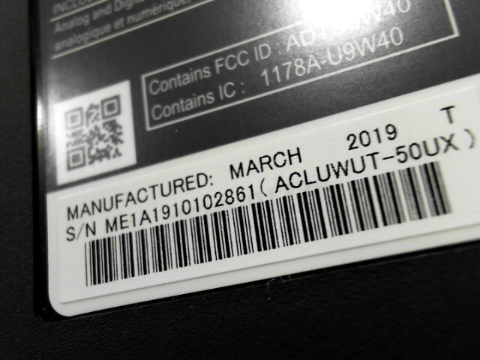 Analog and Digital
analogique et numérique
Contains FCC ID :
Contains IC : 1178A-U9W40
MANUFACTURED: MARCH 2019 T
S/N ME1A1910102861( ACLUWUT-50UX )